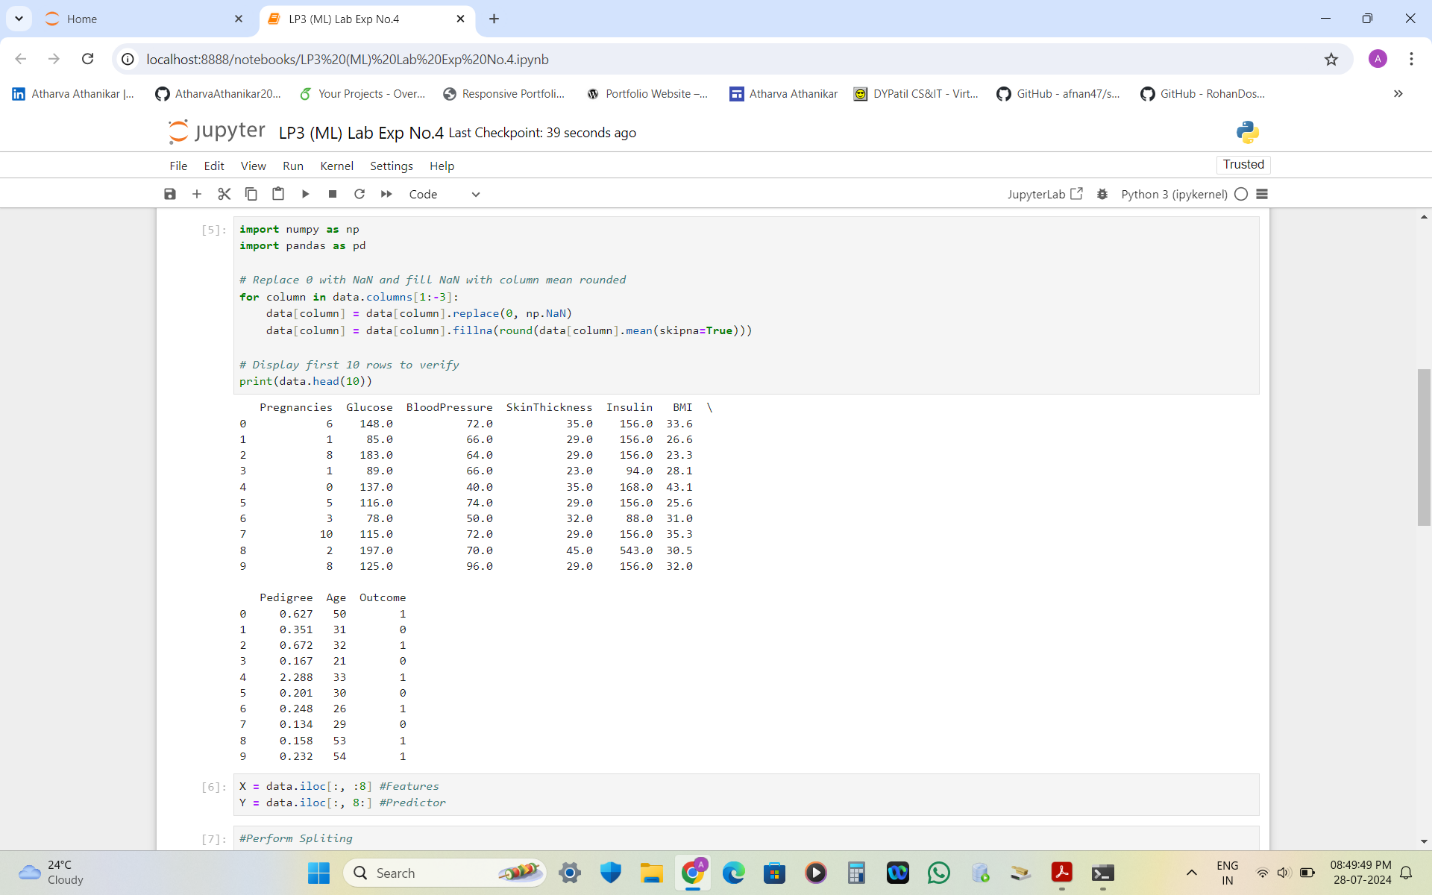 Home
LP3 (ML) Lab Exp No.4
localhost:8888/notebooks/LP3%20(ML)%20Lab%20Exp%20No.4.ipynb
A
Atharva Athanikar |...
AtharvaAthanikar20...
Your Projects - Over...
Responsive Portfoli...
Portfolio Website –...
Atharva Athanikar
DYPatil CS&IT - Virt...
GitHub - afnan47/s...
GitHub - RohanDos...
jupyter LP3 (ML) Lab Exp No.4 Last Checkpoint: 39 seconds ago
File Edit View Run Kernel Settings Help
Trusted
Code
JupyterLab
Python 3 (ipykernel)
[5]: import numpy as np
import pandas as pd
# Replace 0 with NaN and fill NaN with column mean rounded
for column in data.columns[1:-3]:
    data[column] = data[column].replace(0, np.NaN)
    data[column] = data[column].fillna(round(data[column].mean(skipna=True)))
# Display first 10 rows to verify
print(data.head(10))
Pregnancies Glucose BloodPressure SkinThickness Insulin BMI \
0 6 148.0 72.0 35.0 156.0 33.6
1 1 85.0 66.0 29.0 156.0 26.6
2 8 183.0 64.0 29.0 156.0 23.3
3 1 89.0 66.0 23.0 94.0 28.1
4 0 137.0 40.0 35.0 168.0 43.1
5 5 116.0 74.0 29.0 156.0 25.6
6 3 78.0 50.0 32.0 88.0 31.0
7 10 115.0 72.0 29.0 156.0 35.3
8 2 197.0 70.0 45.0 543.0 30.5
9 8 125.0 96.0 29.0 156.0 32.0
Pedigree Age Outcome
0 0.627 50 1
1 0.351 31 0
2 0.672 32 1
3 0.167 21 0
4 2.288 33 1
5 0.201 30 0
6 0.248 26 1
7 0.134 29 0
8 0.158 53 1
9 0.232 54 1
[6]: X = data.iloc[:, :8] #Features
Y = data.iloc[:, 8:] #Predictor
[7]: #Perform Spliting
24°C
Cloudy
Search
A
ENG
IN
08:49:49 PM
28-07-2024